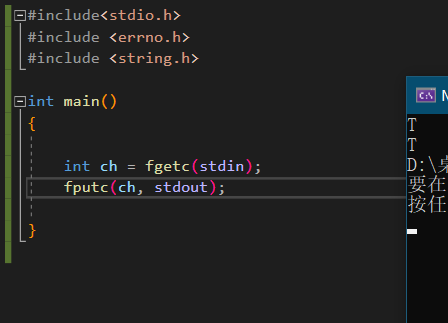 #include<stdio.h>
#include <errno.h>
#include <string.h>
int main()
{
int ch = fgetc(stdin);
fputc(ch, stdout);
}
T
T
D:\桌
要在
按任